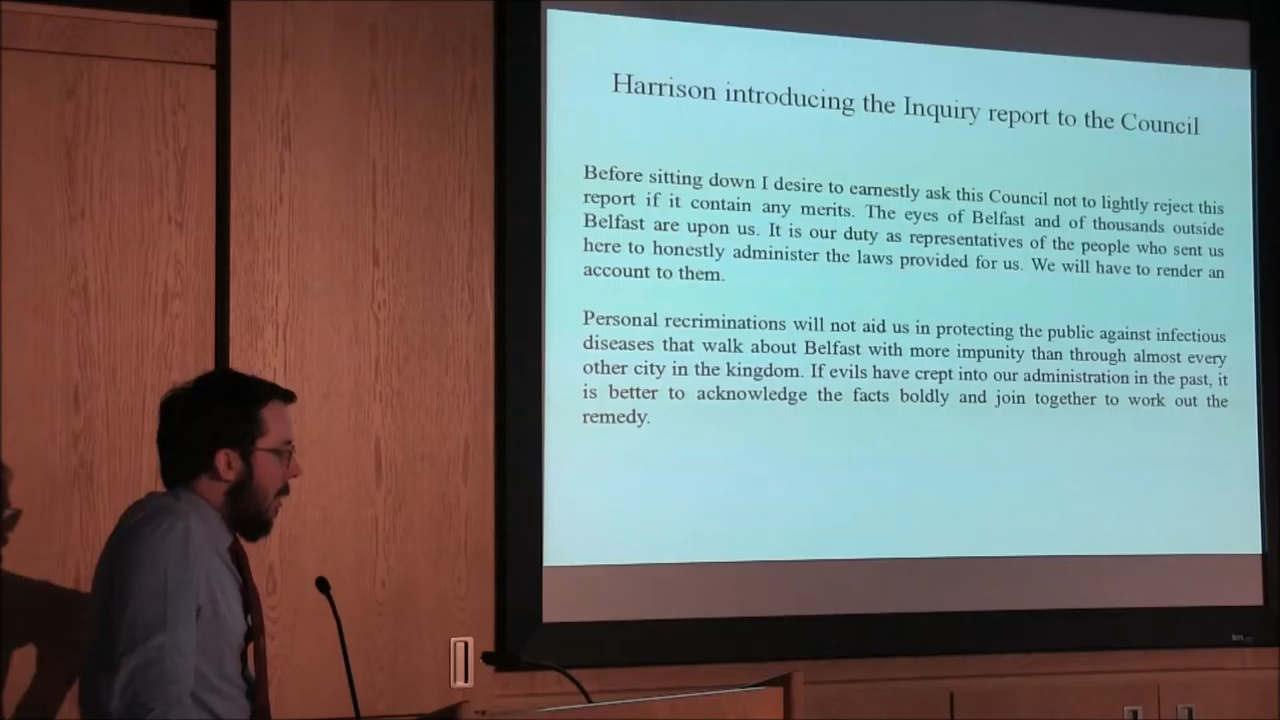 Harrison introducing the Inquiry report to the Council
Before sitting down I desire to earnestly ask this Council not to lightly reject this
report if it contain any merits. The eyes of Belfast and of thousands outside
Belfast are upon us. It is our duty as representatives of the people who sent us
here to honestly administer the laws provided for us. We will have to render an
account to them.
Personal recriminations will not aid us in protecting the public against infectious
diseases that walk about Belfast with more impunity than through almost every
other city in the kingdom. If evils have crept into our administration in the past, it
is better to acknowledge the facts boldly and join together to work out the
remedy.